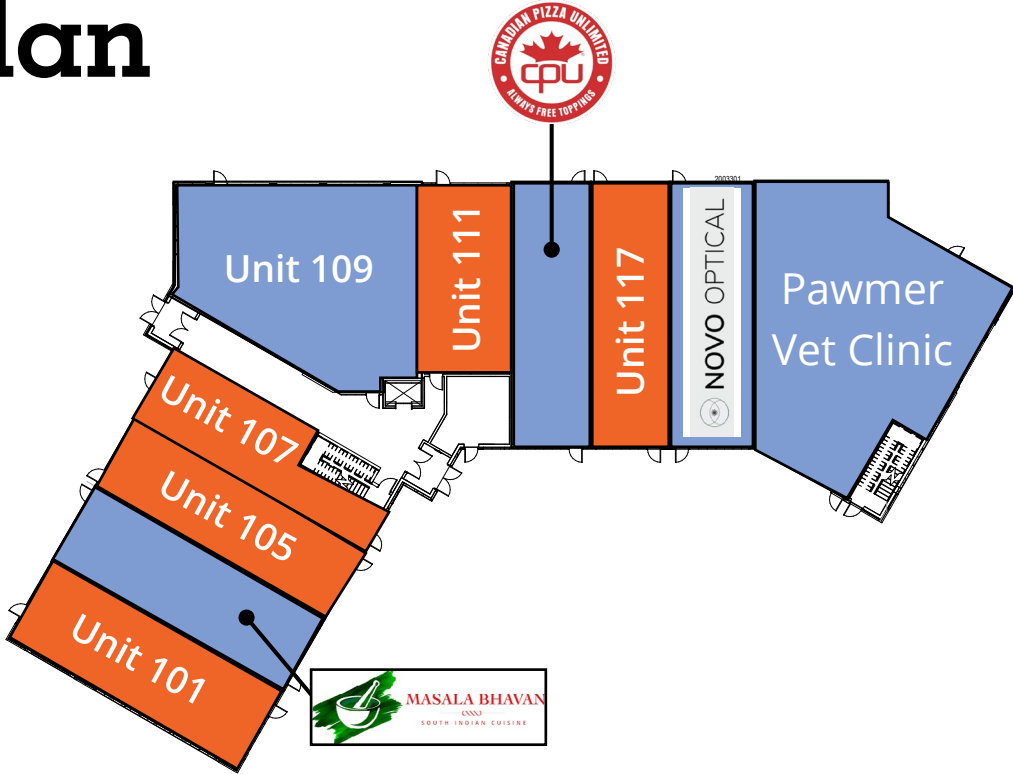 lan
CANADIAN PIZZA UNLIMITED
cpu
ALWAYS FREE TOPPINGS
2003301
Unit 109
Unit 111
Unit 117
NOVO OPTICAL
Pawmer
Vet Clinic
Unit 107
Unit 105
Unit 101
MASALA BHAVAN
SOUTH INDIAN CUISINE